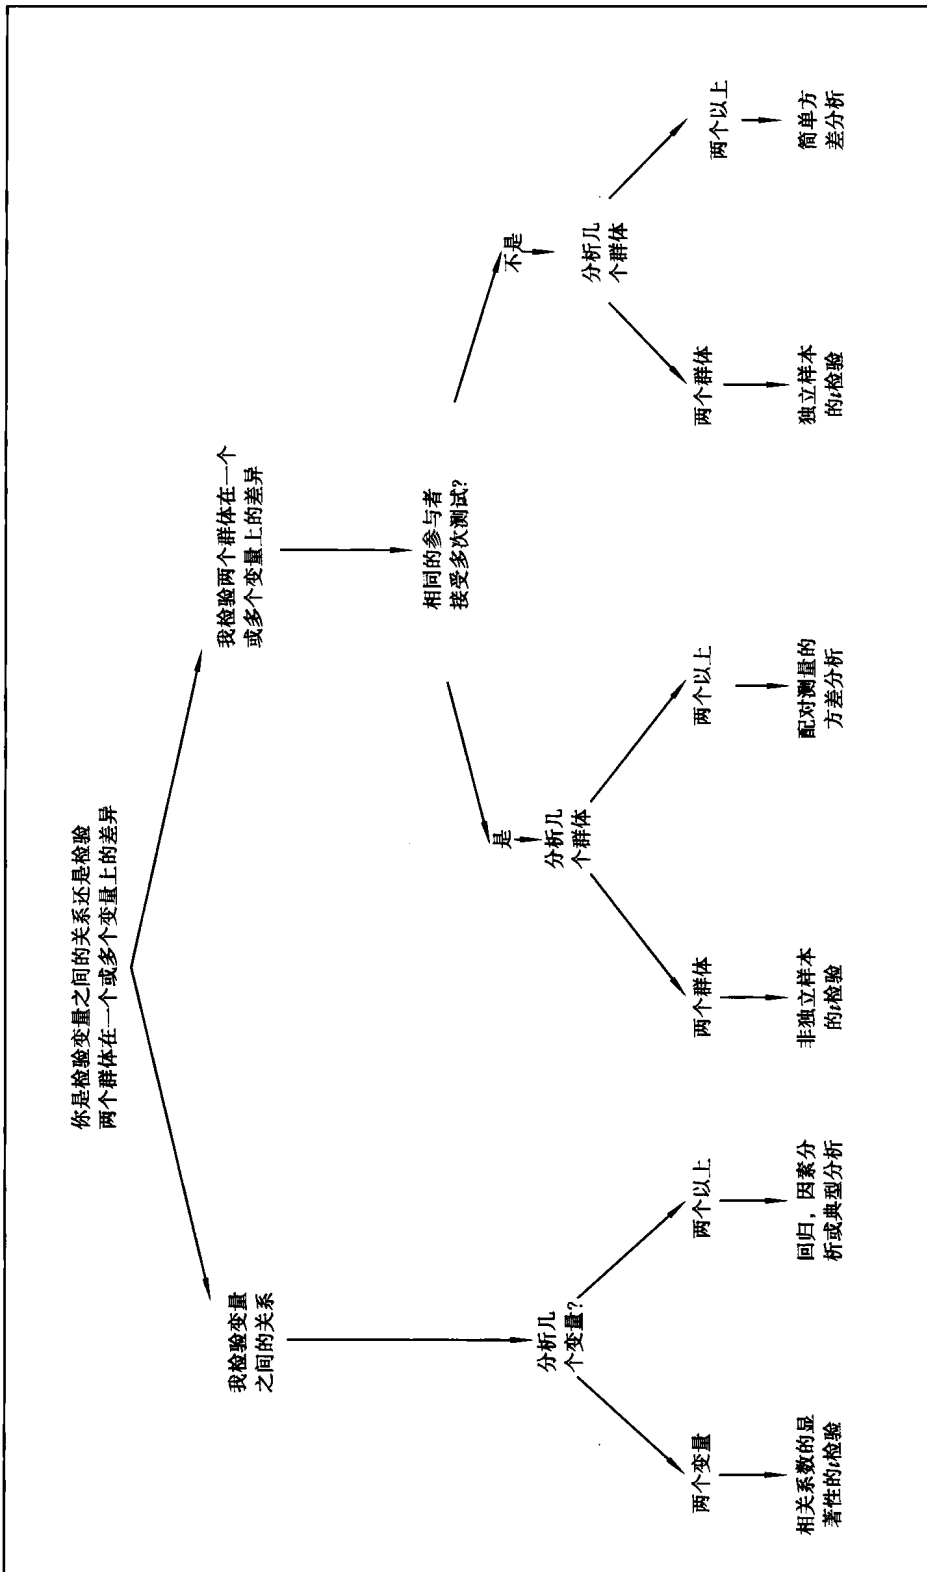 你是检验变量之间的关系还是检验
两个群体在一个或多个变量上的差异
我检验变量
之间的关系
我检验两个群体在一个
或多个变量上的差异
分析几
个变量?
相同的参与者
接受多次测试?
是
不是
分析几
个群体
分析几
个群体
两个变量
两个以上
两个群体
两个以上
两个群体
两个以上
相关系数的显
著性的t检验
回归，因素分
析或典型分析
非独立样本
的t检验
配对测量的
方差分析
独立样本
的t检验
简单方
差分析